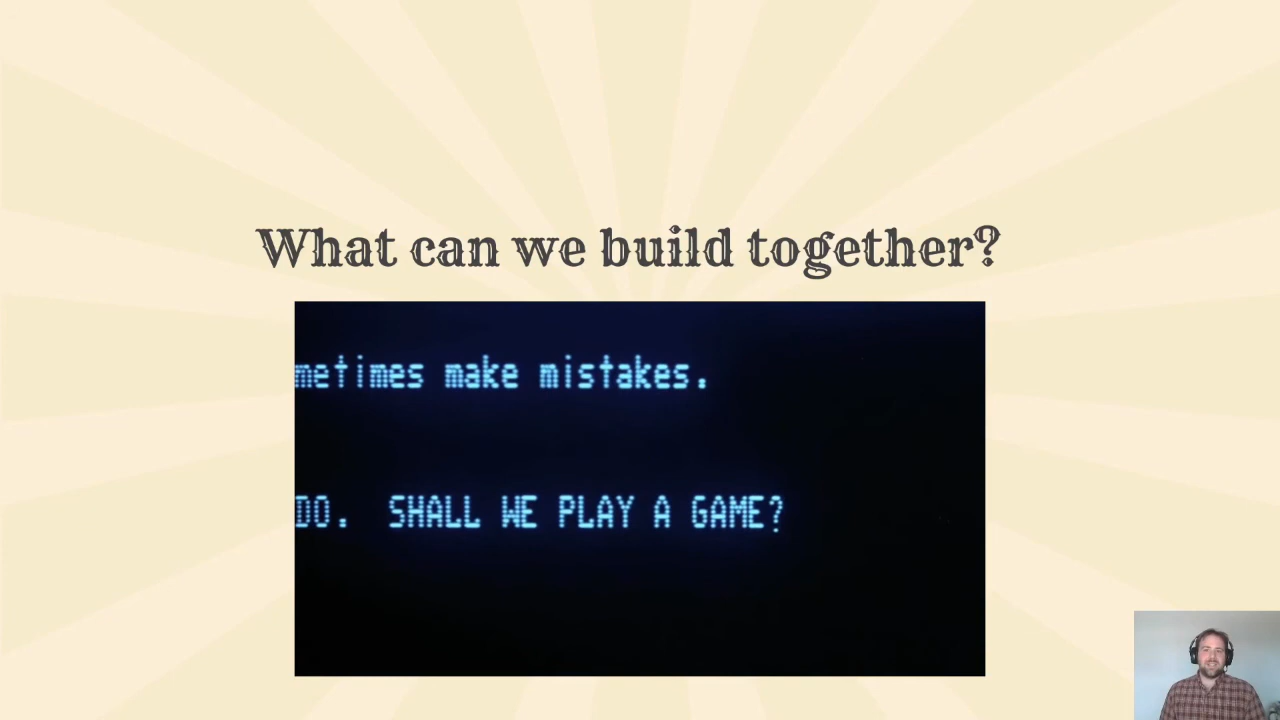 What can we build together?
metimes make mistakes.
DO. SHALL WE PLAY A GAME?